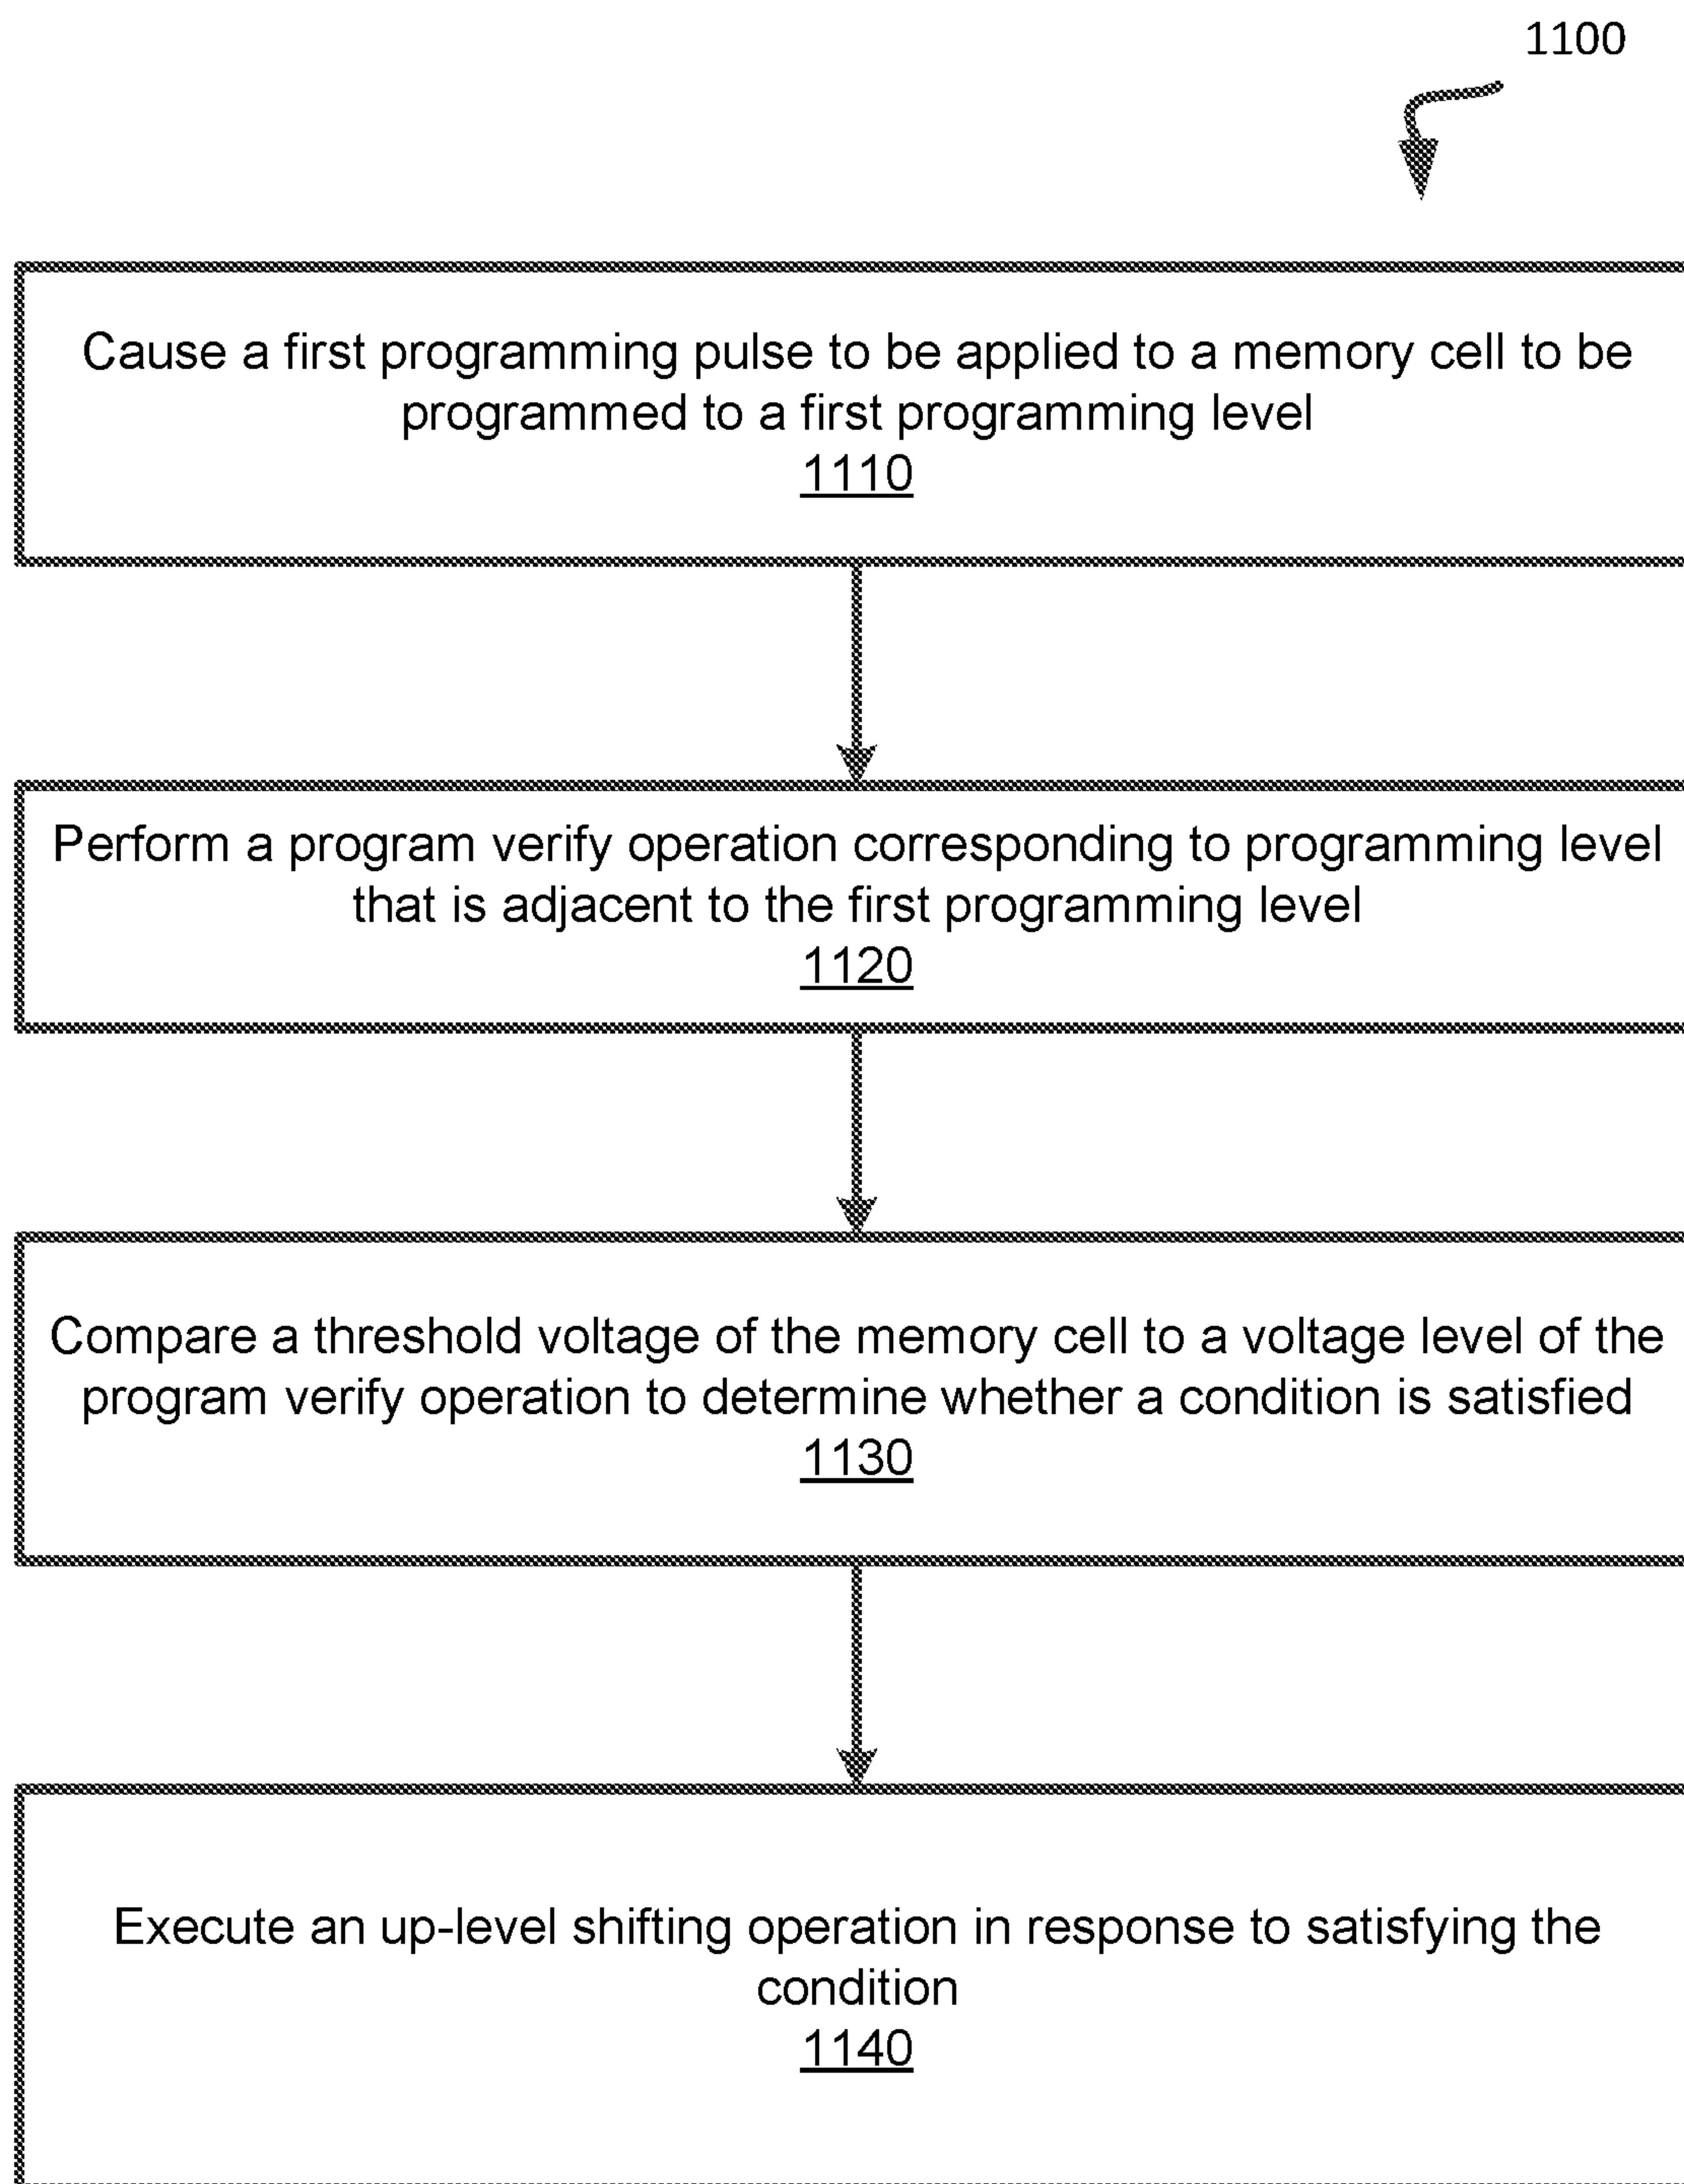 1100
Cause a first programming pulse to be applied to a memory cell to be
programmed to a first programming level
1110
Perform a program verify operation corresponding to programming level
that is adjacent to the first programming level
1120
Compare a threshold voltage of the memory cell to a voltage level of the
program verify operation to determine whether a condition is satisfied
1130
Execute an up-level shifting operation in response to satisfying the
condition
1140